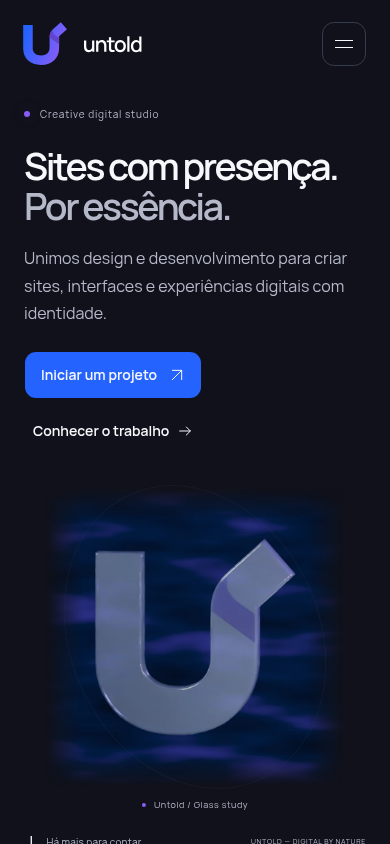 untold
Creative digital studio
Sites com presença.
Por essência.
Unimos design e desenvolvimento para criar
sites, interfaces e experiências digitais com
identidade.
Iniciar um projeto
Conhecer o trabalho
Untold / Glass study
Há mais para contar
UNTOLD — DIGITAL BY NATURE